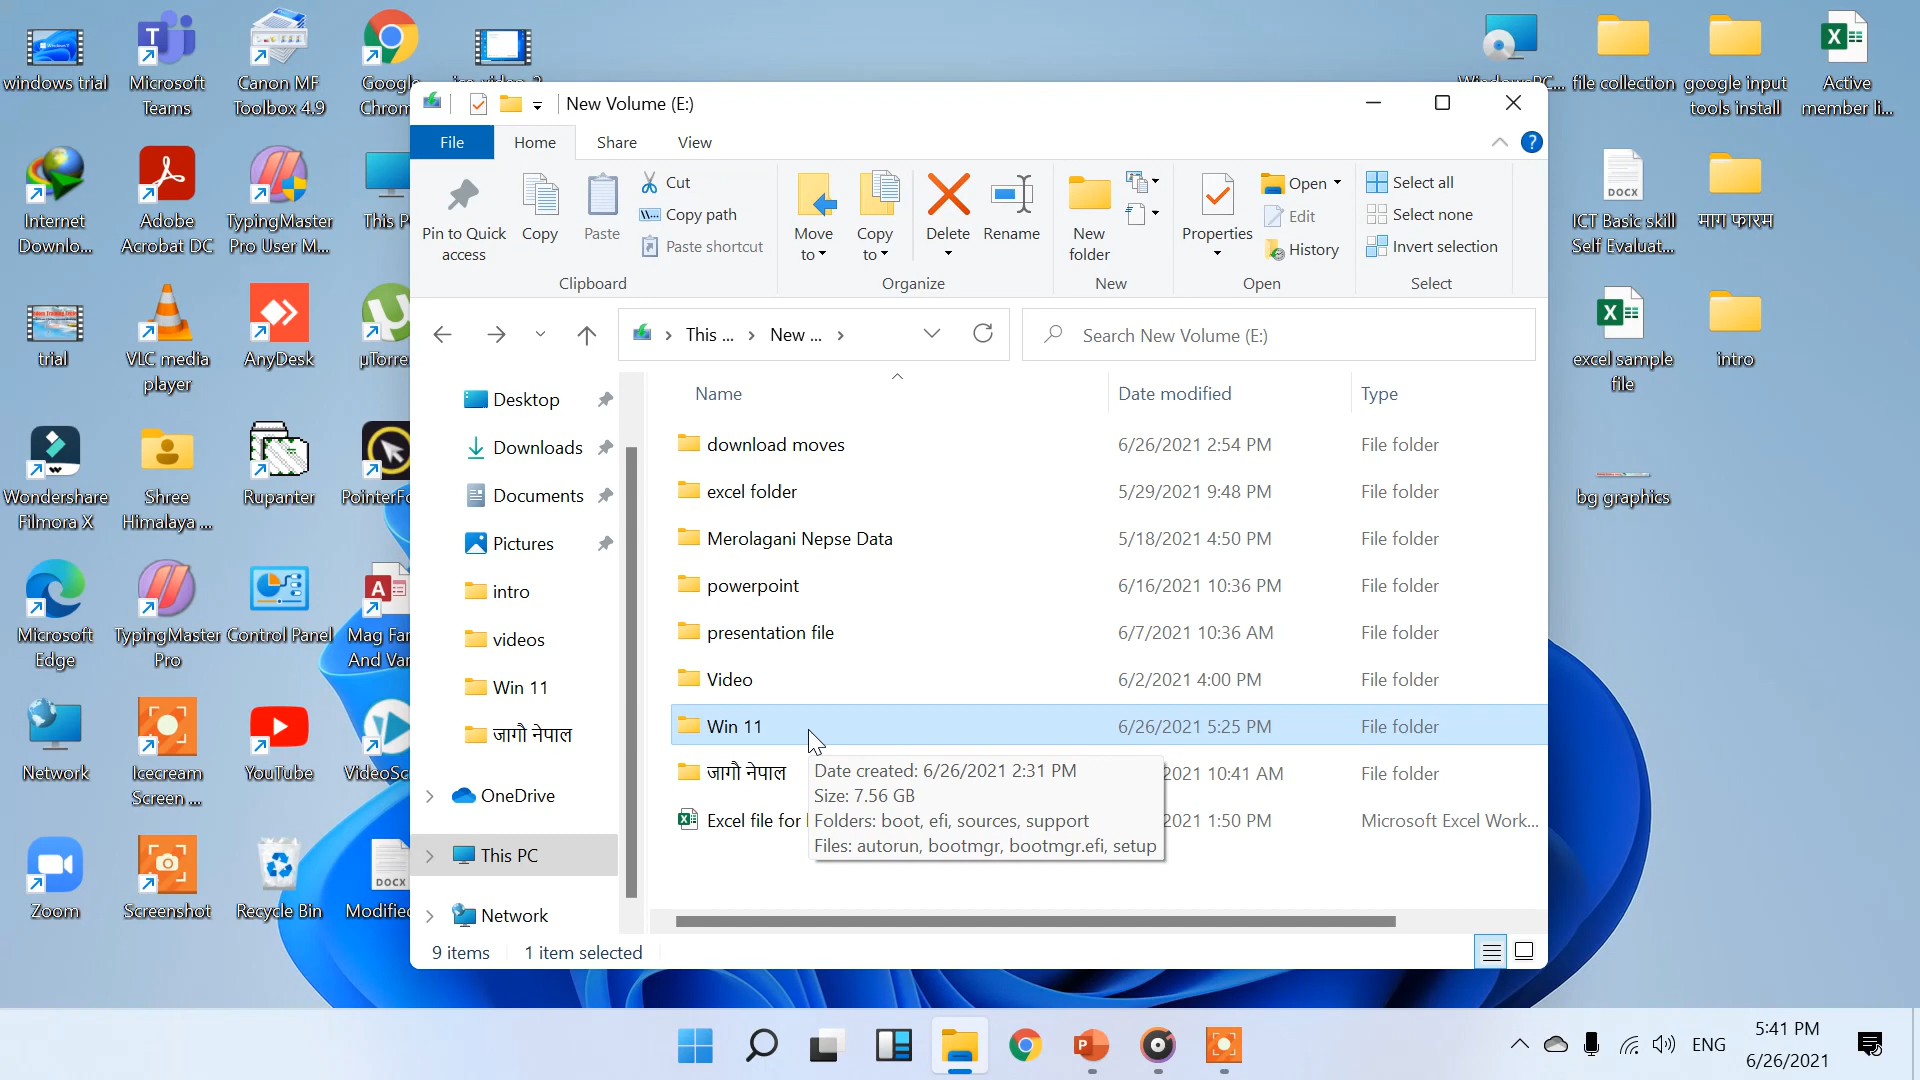 windows trial
Microsoft
Teams
Canon MF
Toolbox 4.9
Google
Chrom
WindowsPC...
file collection
google input
tools install
Active
member li...
Internet
Downlo...
Adobe
Acrobat DC
TypingMaster
Pro User M...
This P
ICT Basic skill
Self Evaluat...
DOCX
माग फारम
trial
VLC media
player
AnyDesk
µTorre
excel sample
file
intro
Wondershare
Filmora X
Shree
Himalaya ...
Rupanter
PointerFo
bg graphics
Microsoft
Edge
TypingMaster
Pro
Control Panel
Mag Far
And Var
Network
Icecream
Screen ...
YouTube
VideoSc
Zoom
Screenshot
Recycle Bin
DOCX
Modified
New Volume (E:)
File
Home
Share
View
Pin to Quick
access
Copy
Paste
Cut
Copy path
Paste shortcut
Clipboard
Move
to
Copy
to
Delete
Rename
Organize
New
folder
New
Properties
Open
Edit
History
Open
Select all
Select none
Invert selection
Select
This ... New ...
Search New Volume (E:)
Desktop
Downloads
Documents
Pictures
intro
videos
Win 11
जागौ नेपाल
OneDrive
This PC
Network
Name Date modified Type
download moves 6/26/2021 2:54 PM File folder
excel folder 5/29/2021 9:48 PM File folder
Merolagani Nepse Data 5/18/2021 4:50 PM File folder
powerpoint 6/16/2021 10:36 PM File folder
presentation file 6/7/2021 10:36 AM File folder
Video 6/2/2021 4:00 PM File folder
Win 11 6/26/2021 5:25 PM File folder
जागौ नेपाल 2021 10:41 AM File folder
Excel file for 2021 1:50 PM Microsoft Excel Work...
Date created: 6/26/2021 2:31 PM
Size: 7.56 GB
Folders: boot, efi, sources, support
Files: autorun, bootmgr, bootmgr.efi, setup
9 items 1 item selected
ENG
5:41 PM
6/26/2021